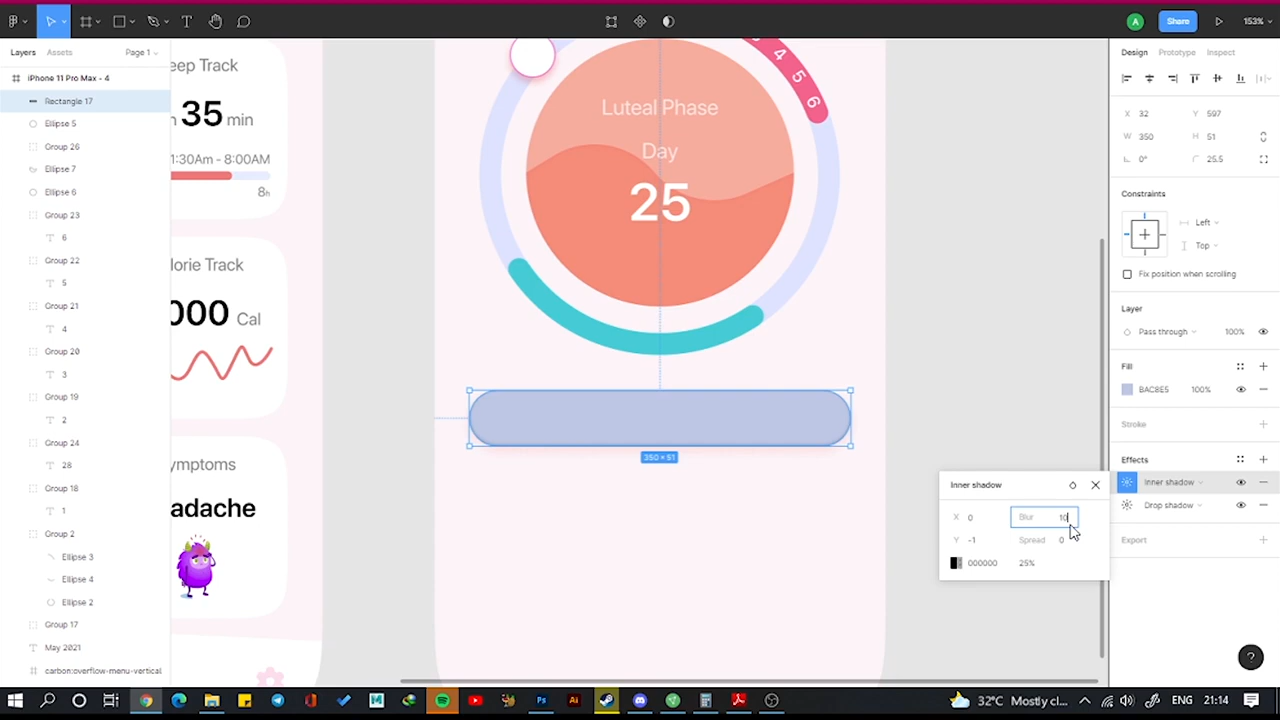 A
Share
153%
Layers
Assets
Page 1
iPhone 11 Pro Max - 4
Rectangle 17
Ellipse 5
Group 26
Ellipse 7
Ellipse 6
Group 23
6
Group 22
5
Group 21
4
Group 20
3
Group 19
2
Group 24
28
Group 18
1
Group 2
Ellipse 3
Ellipse 4
Ellipse 2
Group 17
May 2021
carbon:overflow-menu-vertical
eep Track
35 min
1:30Am - 8:00AM
8h
lorie Track
000 Cal
ymptoms
adache
4
5
6
Luteal Phase
Day
25
350 × 51
Inner shadow
X 0
Blur 10
Y -1
Spread 0
000000 25%
Design
Prototype
Inspect
X 32
Y 597
W 350
H 51
0°
25.5
Constraints
Left
Top
Fix position when scrolling
Layer
Pass through
100%
Fill
BAC8E5 100%
Stroke
Effects
Inner shadow
Drop shadow
Export
?
32°C Mostly cl...
ENG
21:14